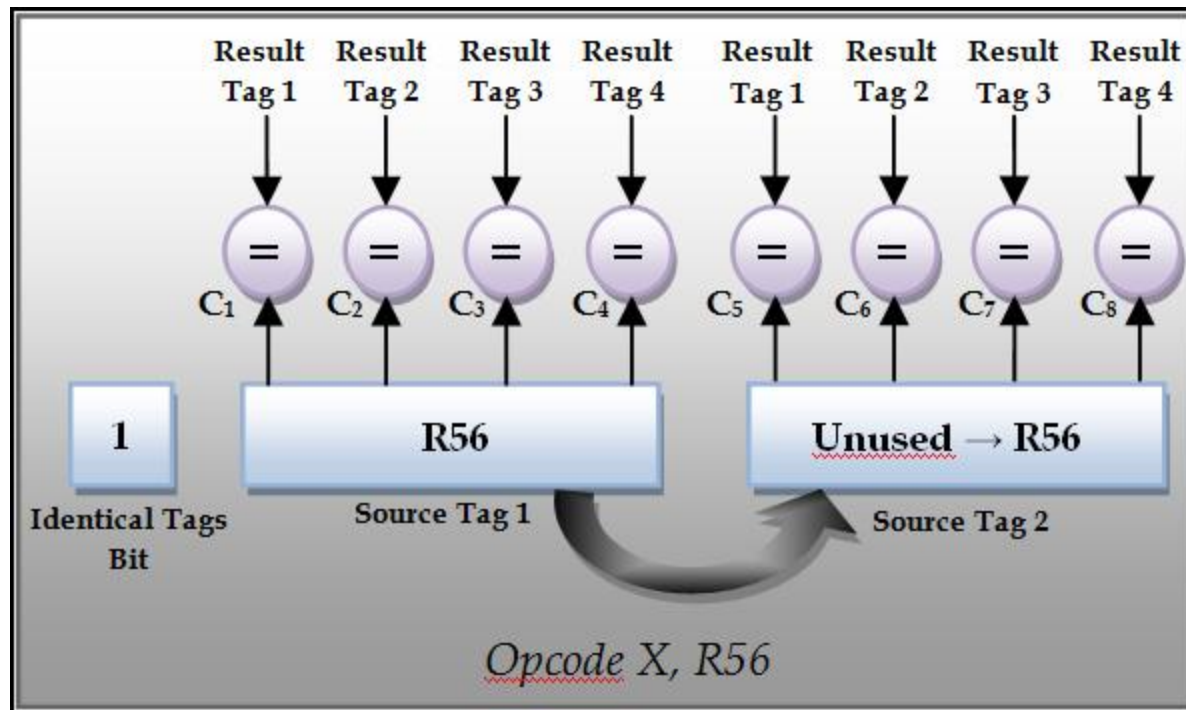 Result Result Result Result Result Result Result Result
Tag 1 Tag 2 Tag 3 Tag 4 Tag 1 Tag 2 Tag 3 Tag 4
= = = = = = = =
C1 C2 C3 C4 C5 C6 C7 C8
1 R56 Unused → R56
Identical Tags Bit
Source Tag 1 Source Tag 2
Opcode X, R56